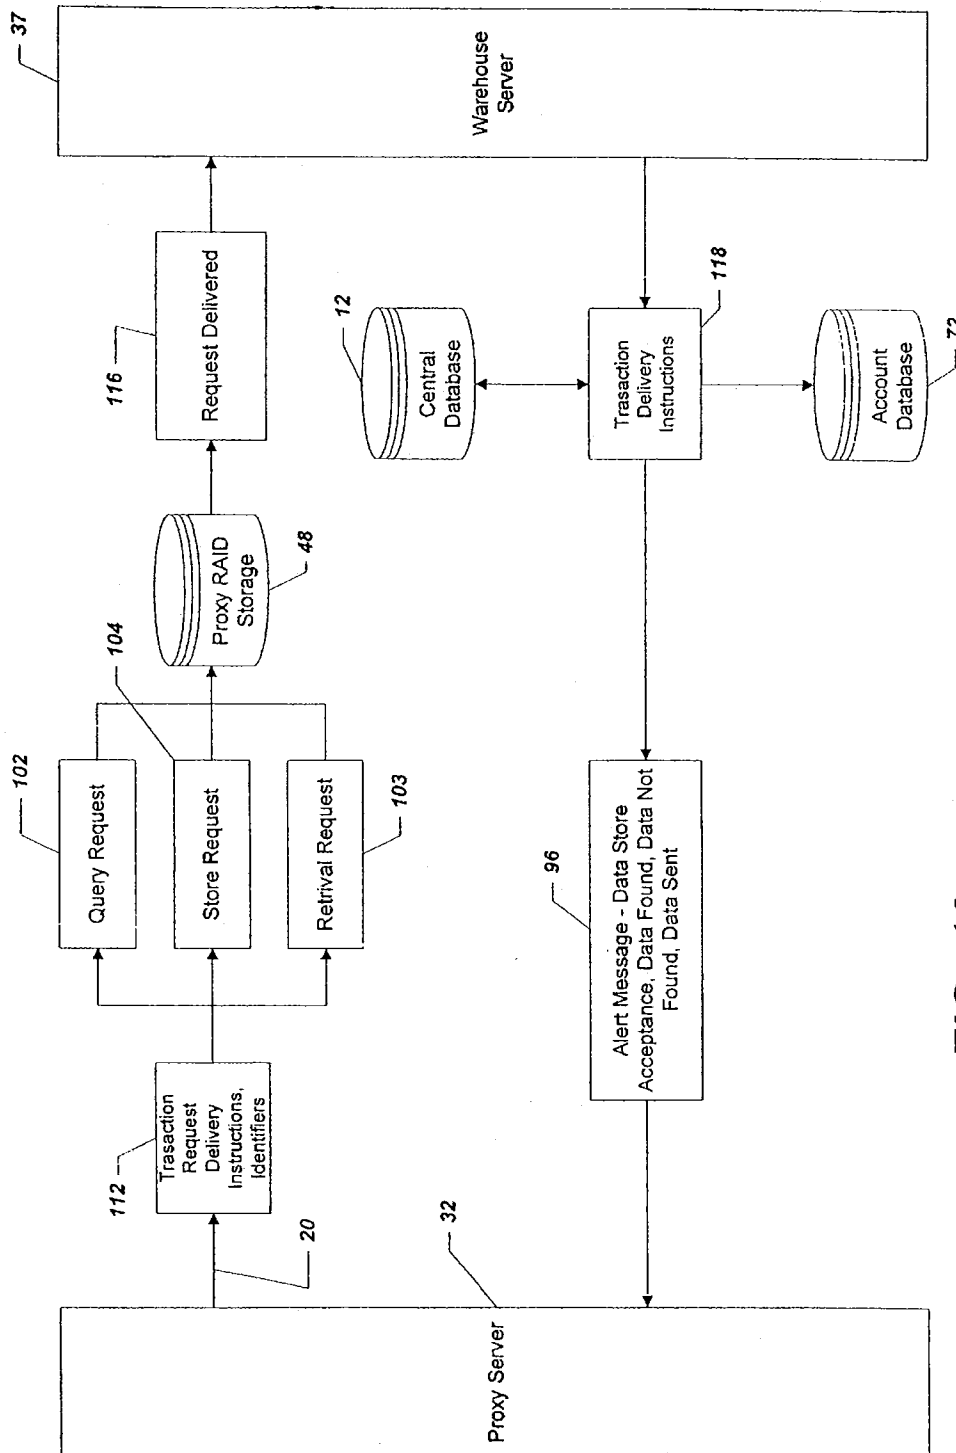 Proxy Server
32
20
112
Trasaction
Request
Delivery
Instructions,
Identifiers
102
Query Request
104
Store Request
Retrival Request
103
Proxy RAID
Storage
48
116
Request Delivered
37
Warehouse
Server
12
Central
Database
Trasaction
Delivery
Instructions
118
Account
Database
96
Alert Message - Data Store
Acceptance, Data Found, Data Not
Found, Data Sent